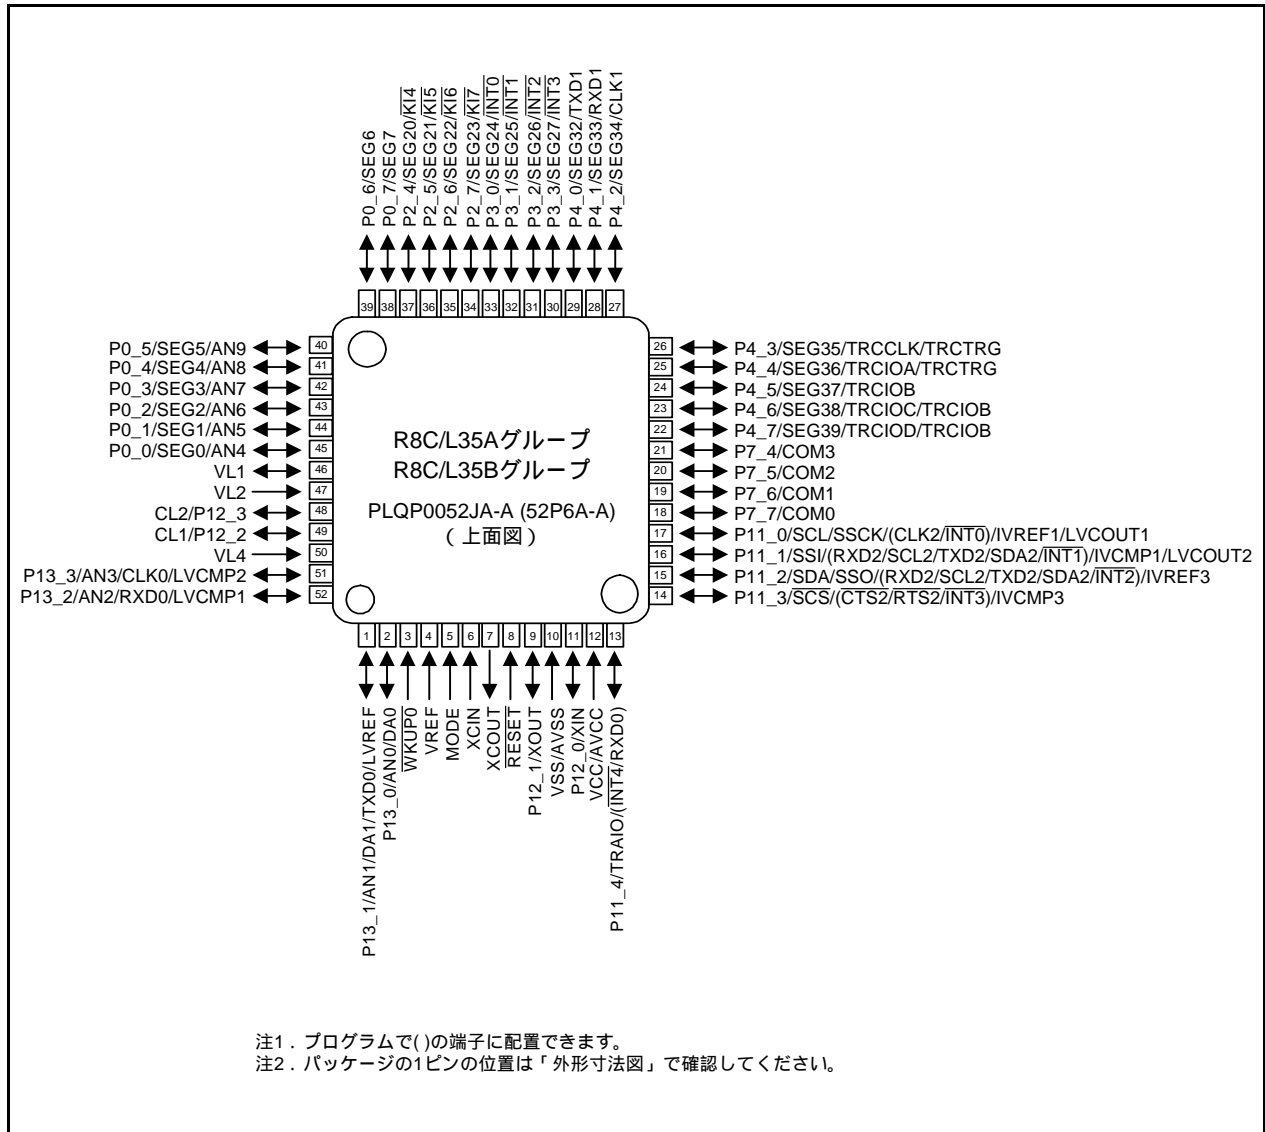 P0_6/SEG6
P0_7/SEG7
P2_4/SEG20/KI4
P2_5/SEG21/KI5
P2_6/SEG22/KI6
P2_7/SEG23/KI7
P3_0/SEG24/INT0
P3_1/SEG25/INT1
P3_2/SEG26/INT2
P3_3/SEG27/INT3
P4_0/SEG32/TXD1
P4_1/SEG33/RXD1
P4_2/SEG34/CLK1
39 38 37 36 35 34 33 32 31 30 29 28 27
P0_5/SEG5/AN9 40
P0_4/SEG4/AN8 41
P0_3/SEG3/AN7 42
P0_2/SEG2/AN6 43
P0_1/SEG1/AN5 44
P0_0/SEG0/AN4 45
VL1 46
VL2 47
CL2/P12_3 48
CL1/P12_2 49
VL4 50
P13_3/AN3/CLK0/LVCMP2 51
P13_2/AN2/RXD0/LVCMP1 52
R8C/L35Aグループ
R8C/L35Bグループ
PLQP0052JA-A (52P6A-A)
（上面図）
26 P4_3/SEG35/TRCCLK/TRCTRG
25 P4_4/SEG36/TRCIOA/TRCTRG
24 P4_5/SEG37/TRCIOB
23 P4_6/SEG38/TRCIOC/TRCIOB
22 P4_7/SEG39/TRCIOD/TRCIOB
21 P7_4/COM3
20 P7_5/COM2
19 P7_6/COM1
18 P7_7/COM0
17 P11_0/SCL/SSCK/(CLK2/INT0)/IVREF1/LVCOUT1
16 P11_1/SSI/(RXD2/SCL2/TXD2/SDA2/INT1)/IVCMP1/LVCOUT2
15 P11_2/SDA/SSO/(RXD2/SCL2/TXD2/SDA2/INT2)/IVREF3
14 P11_3/SCS/(CTS2/RTS2/INT3)/IVCMP3
1 2 3 4 5 6 7 8 9 10 11 12 13
P13_1/AN1/DA1/TXD0/LVREF
P13_0/AN0/DA0
WKUP0
VREF
MODE
XCIN
XCOUT
RESET
P12_1/XOUT
VSS/AVSS
P12_0/XIN
VCC/AVCC
P11_4/TRAIO/(INT4/RXD0)
注1．プログラムで( )の端子に配置できます。
注2．パッケージの1ピンの位置は「外形寸法図」で確認してください。